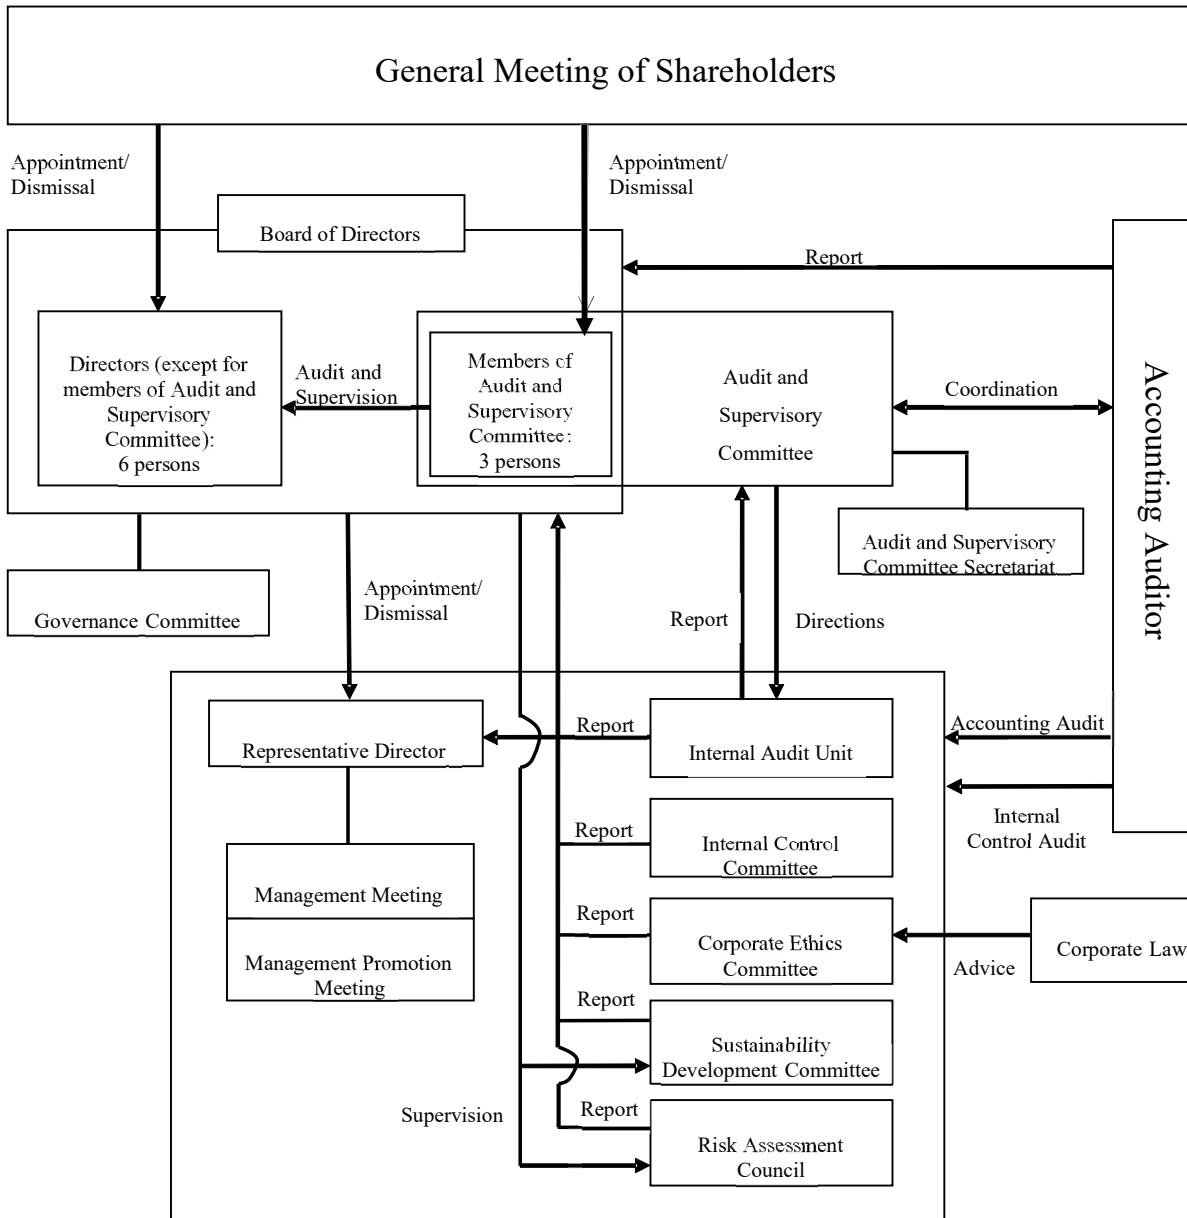 General Meeting of Shareholders
Appointment/
Dismissal
Appointment/
Dismissal
Board of Directors
Report
Directors (except for
members of Audit and
Supervisory
Committee):
6 persons
Audit and
Supervision
Members of
Audit and
Supervisory
Committee:
3 persons
Audit and
Supervisory
Committee
Coordination
Accounting Auditor
Audit and Supervisory
Committee Secretariat
Governance Committee
Appointment/
Dismissal
Report
Directions
Representative Director
Report
Internal Audit Unit
Accounting Audit
Internal
Control Audit
Report
Internal Control
Committee
Management Meeting
Management Promotion
Meeting
Report
Corporate Ethics
Committee
Advice
Corporate Law
Report
Sustainability
Development Committee
Supervision
Report
Risk Assessment
Council